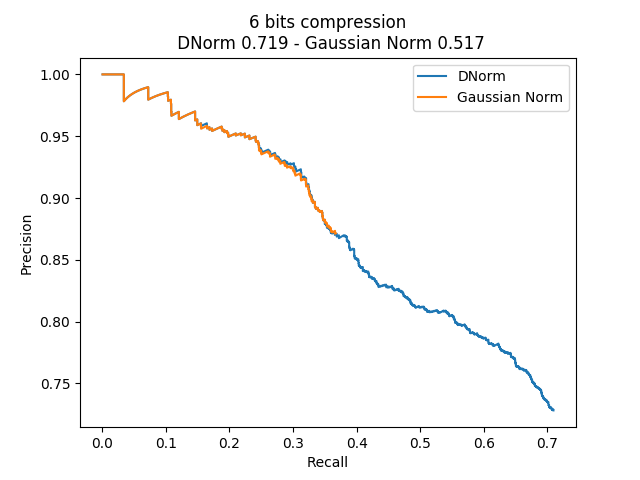 6 bits compression
DNorm 0.719 - Gaussian Norm 0.517
DNorm
Gaussian Norm
1.00
0.95
0.90
0.85
0.80
0.75
Precision
0.0 0.1 0.2 0.3 0.4 0.5 0.6 0.7
Recall